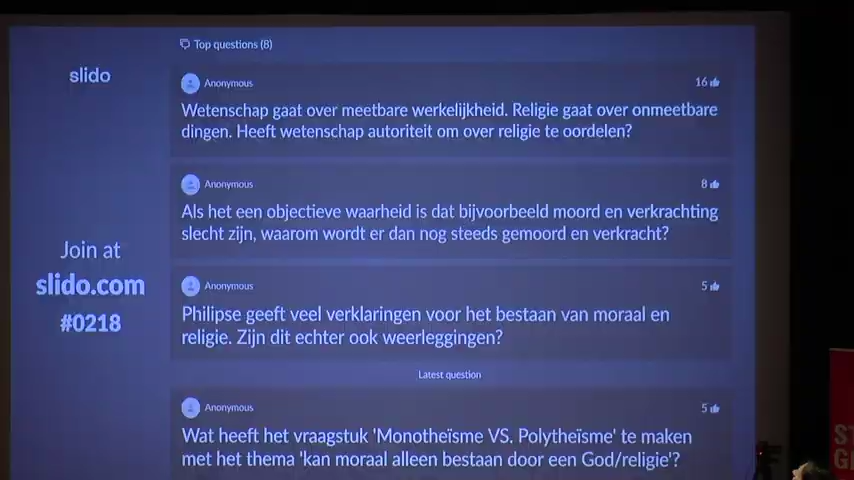 Top questions (8)
slido
Anonymous
16
Wetenschap gaat over meetbare werkelijkheid. Religie gaat over onmeetbare
dingen. Heeft wetenschap autoriteit om over religie te oordelen?
Anonymous
8
Als het een objectieve waarheid is dat bijvoorbeeld moord en verkrachting
slecht zijn, waarom wordt er dan nog steeds gemoord en verkracht?
Join at
slido.com
#0218
Anonymous
5
Philipse geeft veel verklaringen voor het bestaan van moraal en
religie. Zijn dit echter ook weerleggingen?
Latest question
Anonymous
5
Wat heeft het vraagstuk 'Monotheïsme VS. Polytheïsme' te maken
met het thema 'kan moraal alleen bestaan door een God/religie'?